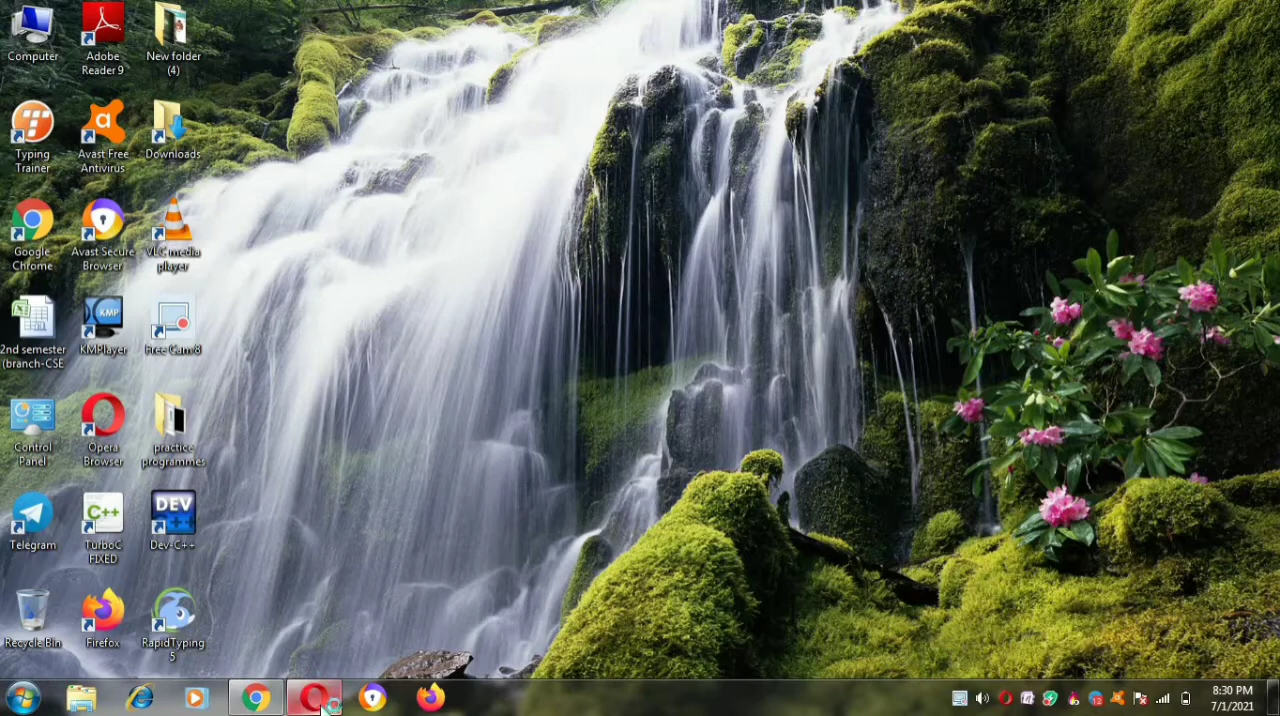 Computer
Adobe
Reader 9
New folder
(4)
Typing
Trainer
Avast Free
Antivirus
Downloads
Google
Chrome
Avast Secure
Browser
VLC media
player
2nd semester
(branch-CSE
KMP
KMPlayer
Free Cam 8
Control
Panel
Opera
Browser
practice
programmes
Telegram
C++
TurboC
FIXED
DEV
C++
Dev-C++
Recycle Bin
Firefox
RapidTyping
5
12
8:30 PM
7/1/2021